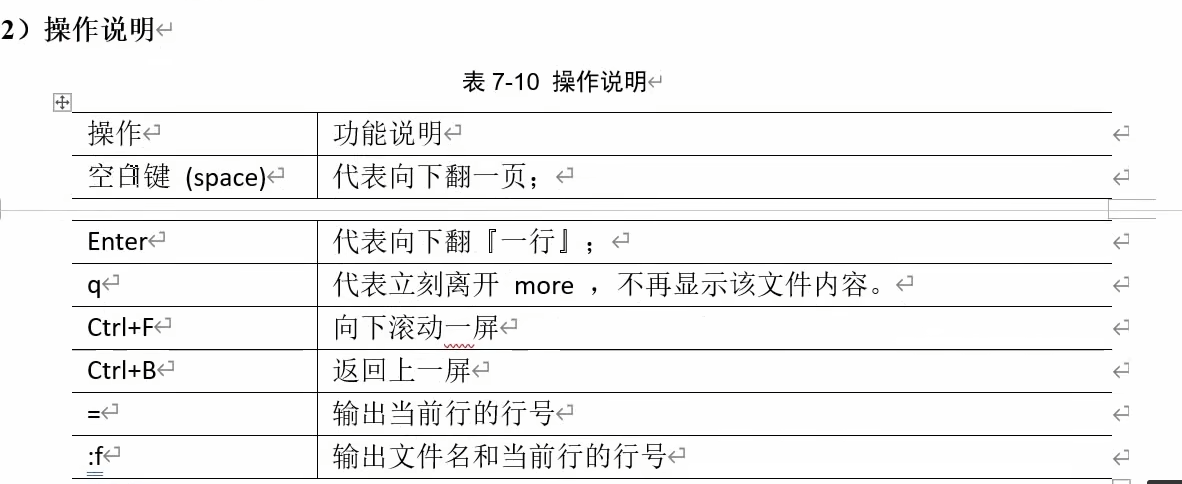 2）操作说明
表 7-10 操作说明
操作 功能说明
空白键 (space) 代表向下翻一页；
Enter 代表向下翻『一行』；
q 代表立刻离开 more ，不再显示该文件内容。
Ctrl+F 向下滚动一屏
Ctrl+B 返回上一屏
= 输出当前行的行号
:f 输出文件名和当前行的行号